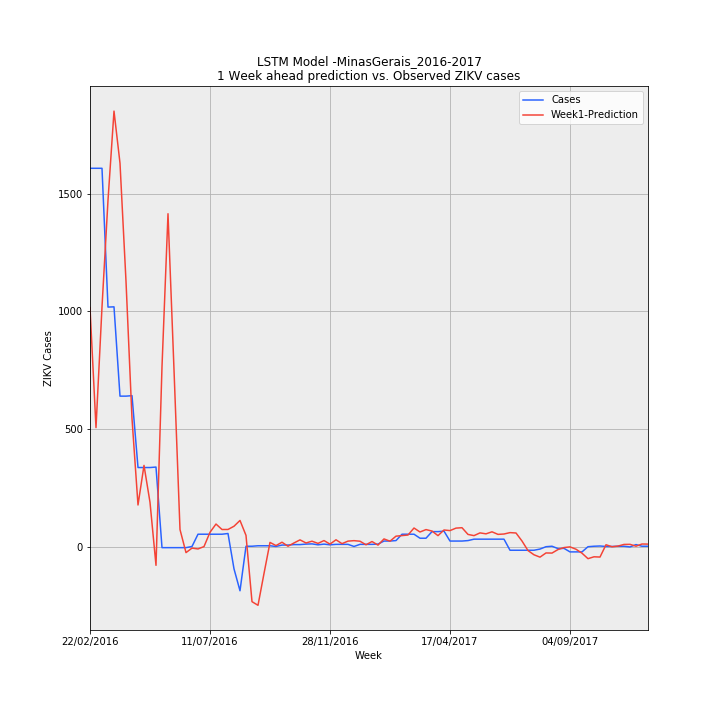 LSTM Model -MinasGerais_2016-2017
1 Week ahead prediction vs. Observed ZIKV cases
Cases
Week1-Prediction
1500
1000
500
0
ZIKV Cases
22/02/2016
11/07/2016
28/11/2016
17/04/2017
04/09/2017
Week